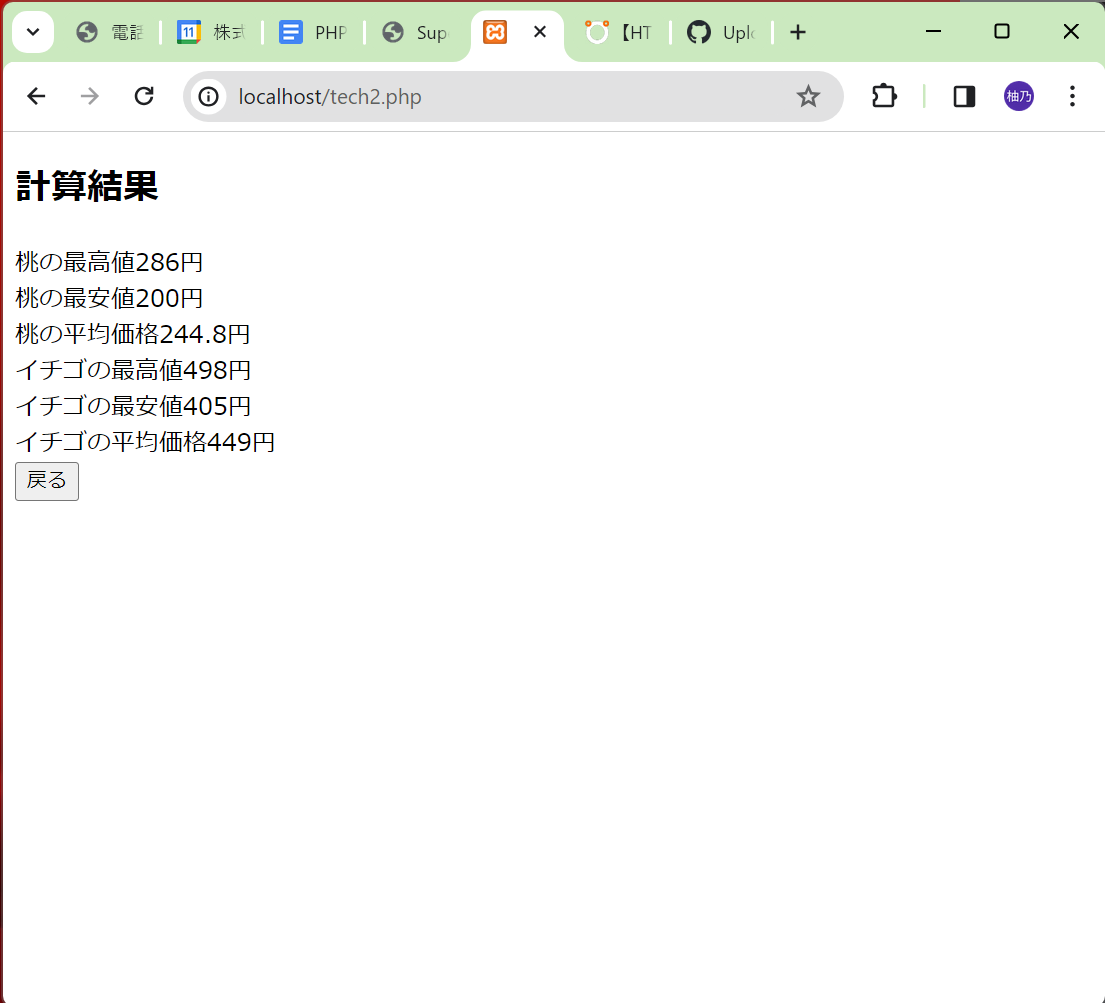 電話
11
株式
PHP
Sup
【HT
Uplo
localhost/tech2.php
柚乃
計算結果
桃の最高値286円
桃の最安値200円
桃の平均価格244.8円
イチゴの最高値498円
イチゴの最安値405円
イチゴの平均価格449円
戻る